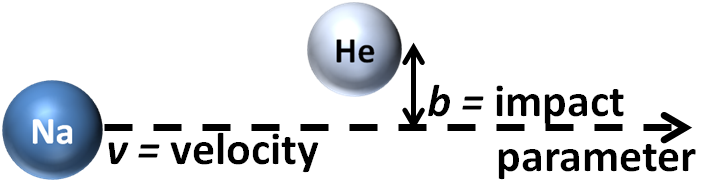 He
Na
b = impact
v = velocity
parameter